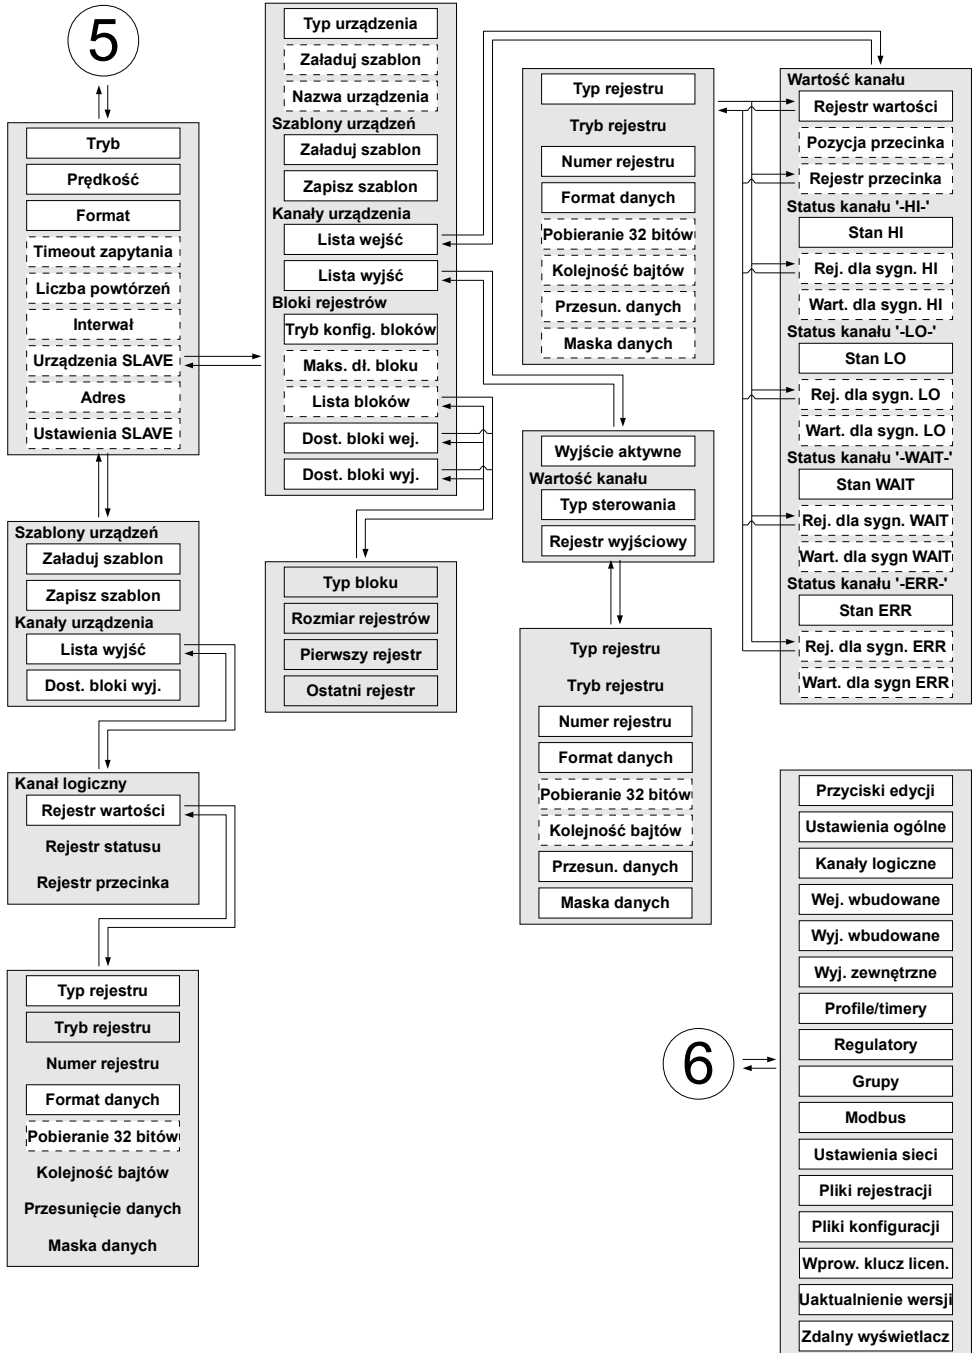 5
Tryb
Prędkość
Format
Timeout zapytania
Liczba powtórzeń
Interwał
Urządzenia SLAVE
Adres
Ustawienia SLAVE
Szablony urządzeń
Załaduj szablon
Zapisz szablon
Kanały urządzenia
Lista wyjść
Dost. bloki wyj.
Kanał logiczny
Rejestr wartości
Rejestr statusu
Rejestr przecinka
Typ rejestru
Tryb rejestru
Numer rejestru
Format danych
Pobieranie 32 bitów
Kolejność bajtów
Przesunięcie danych
Maska danych
Typ urządzenia
Załaduj szablon
Nazwa urządzenia
Szablony urządzeń
Załaduj szablon
Zapisz szablon
Kanały urządzenia
Lista wejść
Lista wyjść
Bloki rejestrów
Tryb konfig. bloków
Maks. dł. bloku
Lista bloków
Dost. bloki wej.
Dost. bloki wyj.
Typ bloku
Rozmiar rejestrów
Pierwszy rejestr
Ostatni rejestr
Typ rejestru
Tryb rejestru
Numer rejestru
Format danych
Pobieranie 32 bitów
Kolejność bajtów
Przesun. danych
Maska danych
Wyjście aktywne
Wartość kanału
Typ sterowania
Rejestr wyjściowy
Typ rejestru
Tryb rejestru
Numer rejestru
Format danych
Pobieranie 32 bitów
Kolejność bajtów
Przesun. danych
Maska danych
Wartość kanału
Rejestr wartości
Pozycja przecinka
Rejestr przecinka
Status kanału '-HI-'
Stan HI
Rej. dla sygn. HI
Wart. dla sygn. HI
Status kanału '-LO-'
Stan LO
Rej. dla sygn. LO
Wart. dla sygn. LO
Status kanału '-WAIT-'
Stan WAIT
Rej. dla sygn. WAIT
Wart. dla sygn WAIT
Status kanału '-ERR-'
Stan ERR
Rej. dla sygn. ERR
Wart. dla sygn ERR
6
Przyciski edycji
Ustawienia ogólne
Kanały logiczne
Wej. wbudowane
Wyj. wbudowane
Wyj. zewnętrzne
Profile/timery
Regulatory
Grupy
Modbus
Ustawienia sieci
Pliki rejestracji
Pliki konfiguracji
Wprow. klucz licen.
Uaktualnienie wersji
Zdalny wyświetlacz